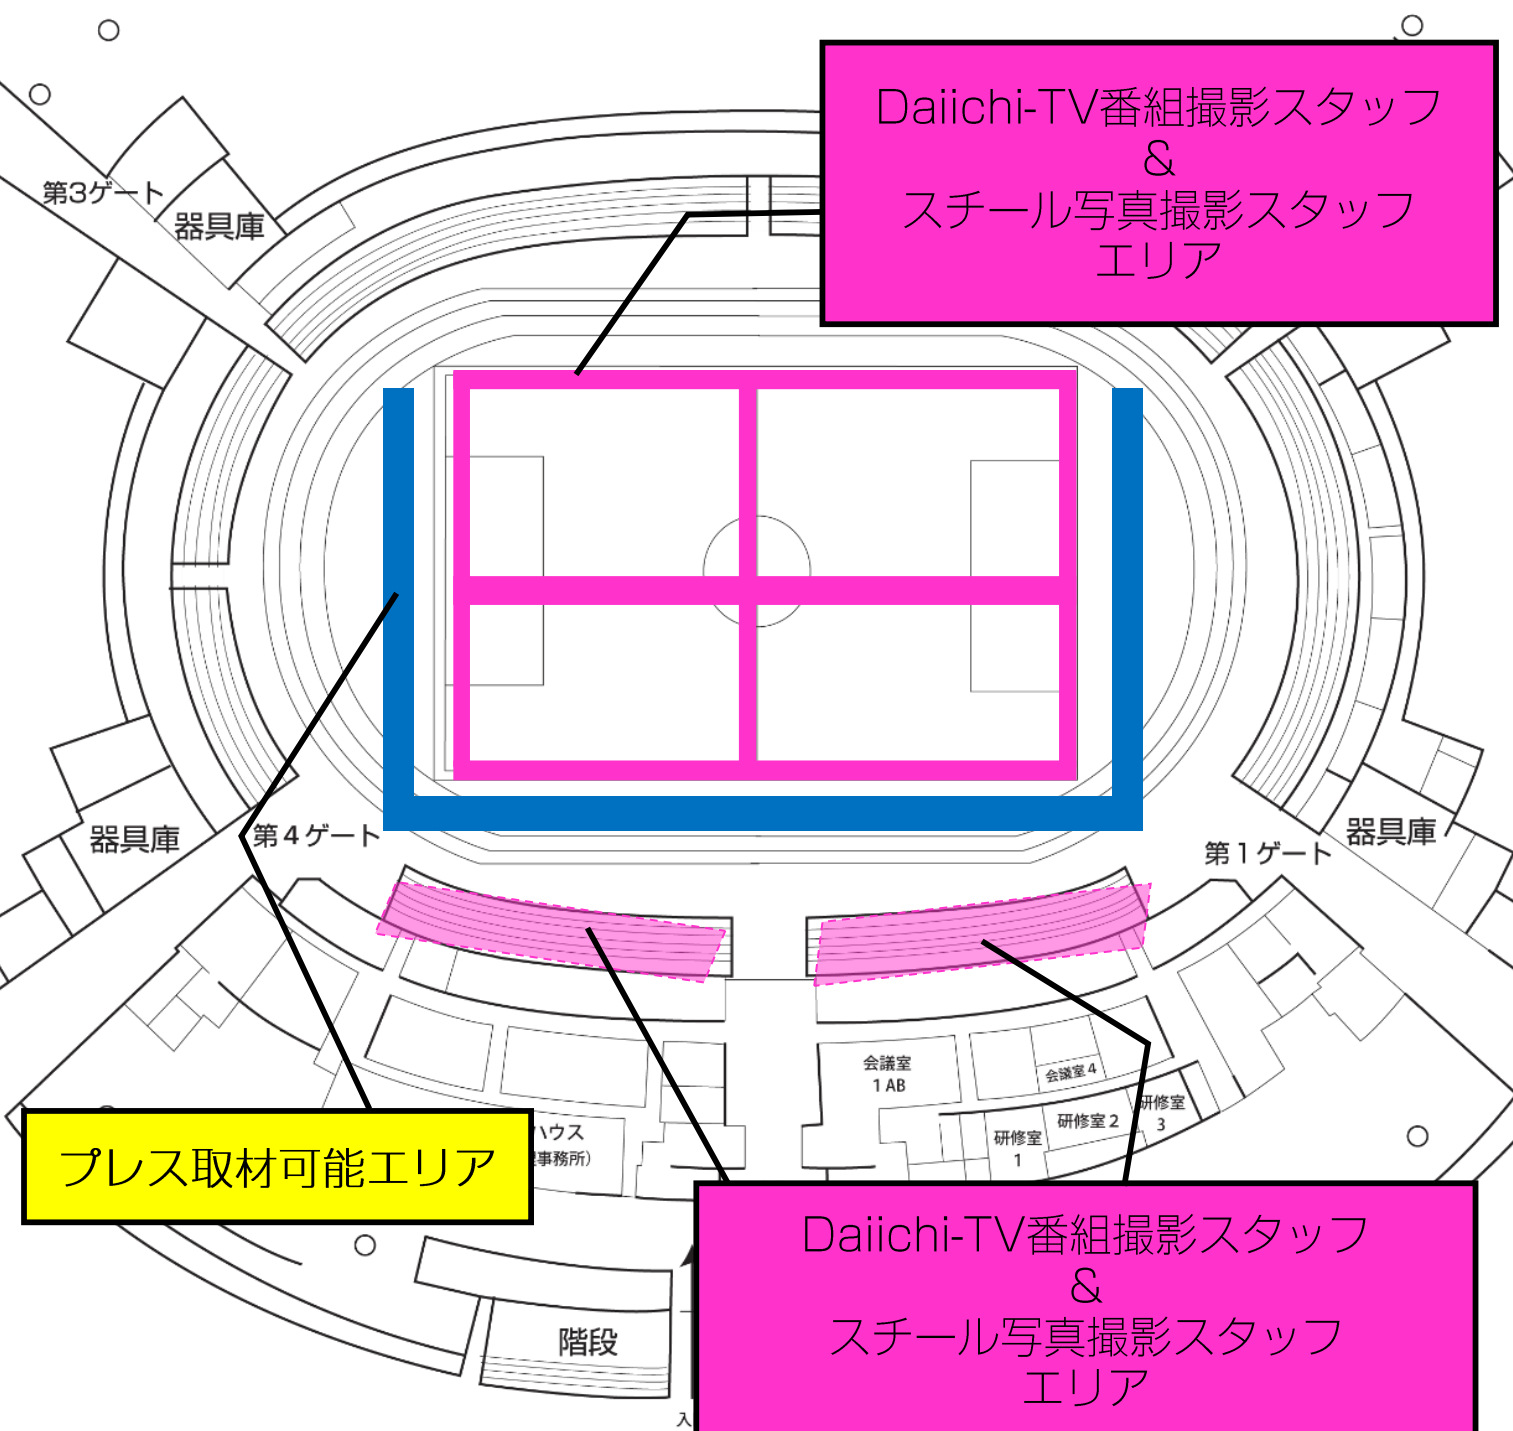 Daiichi-TV番組撮影スタッフ
&
スチール写真撮影スタッフ
エリア
第3ゲート
器具庫
器具庫
第4ゲート
第1ゲート
器具庫
会議室
1 AB
会議室4
研修室
1
研修室2
研修室
3
ハウス
事務所)
プレス取材可能エリア
Daiichi-TV番組撮影スタッフ
&
スチール写真撮影スタッフ
エリア
階段
入